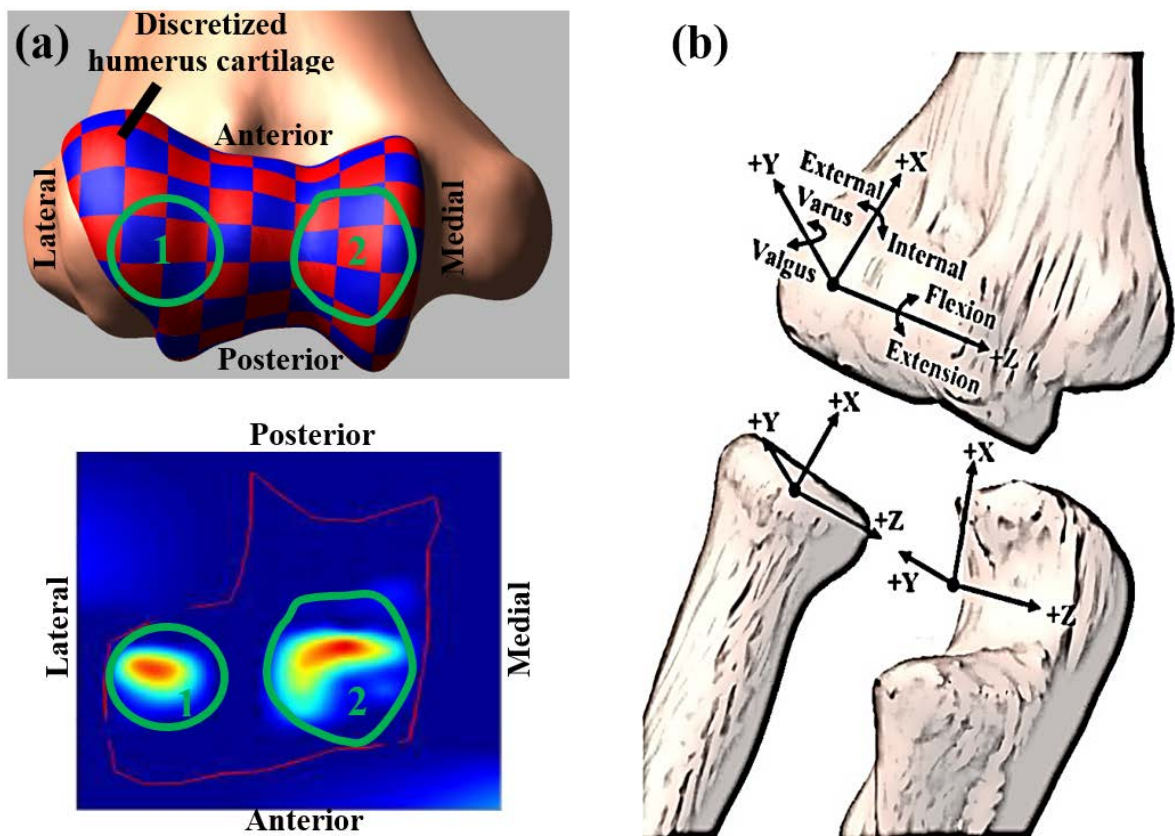 (a)
Discretized
humerus cartilage
Anterior
Lateral
1
2
Medial
Posterior
Posterior
Lateral
1
2
Medial
Anterior
(b)
+Y
External
+X
Varus
Valgus
Internal
Flexion
Extension
+Z
+Y
+X
+Z
+X
+Y
+Z